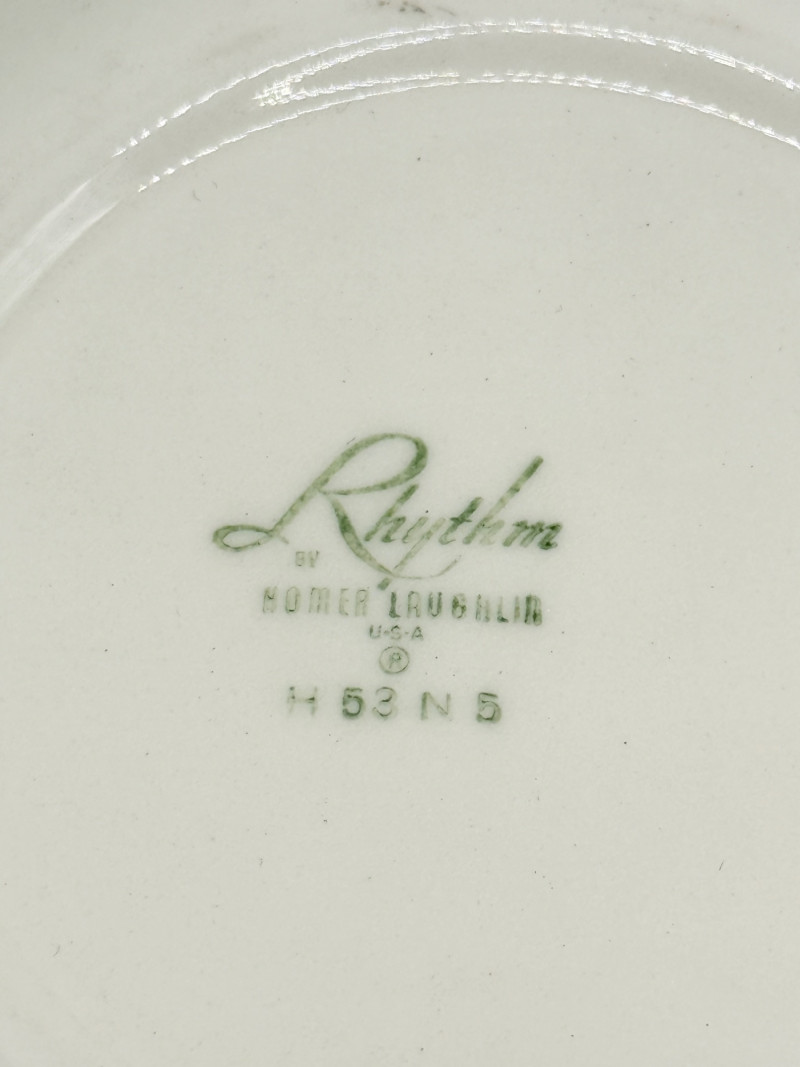 Rhythm
BY
HOMER LAUGHLIN
U·S·A
®
H 53 N 5